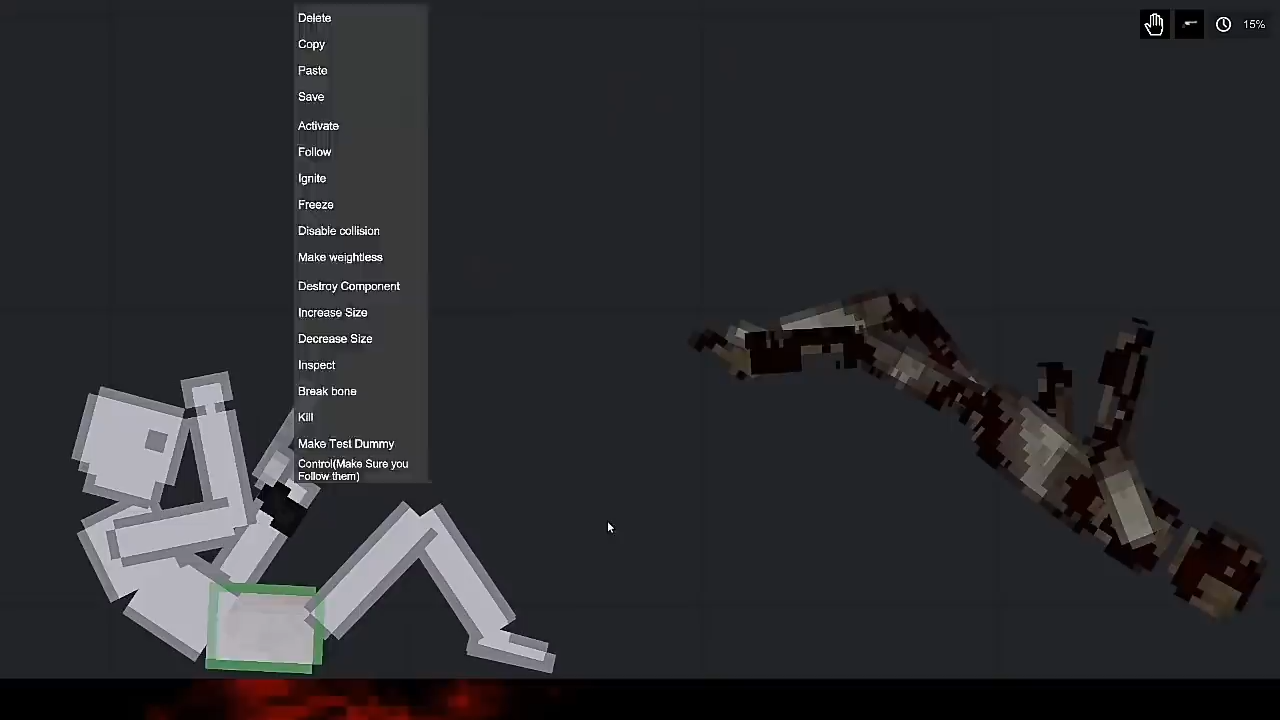 Delete
Copy
Paste
Save
Activate
Follow
Ignite
Freeze
Disable collision
Make weightless
Destroy Component
Increase Size
Decrease Size
Inspect
Break bone
Kill
Make Test Dummy
Control(Make Sure you
Follow them)
15%